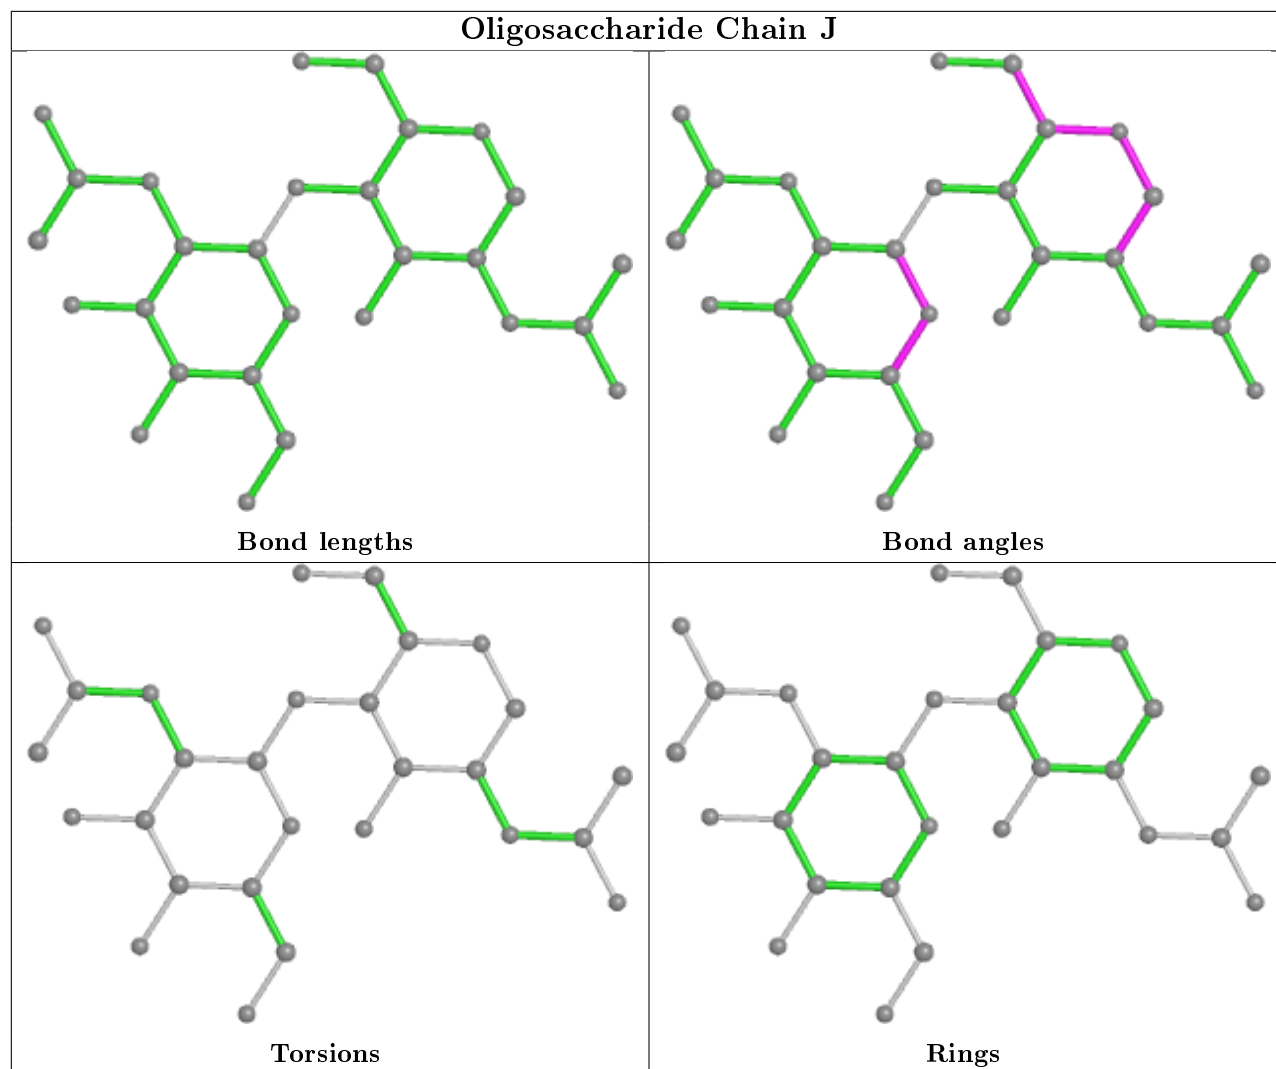 Oligosaccharide Chain J
Bond lengths
Bond angles
Torsions
Rings